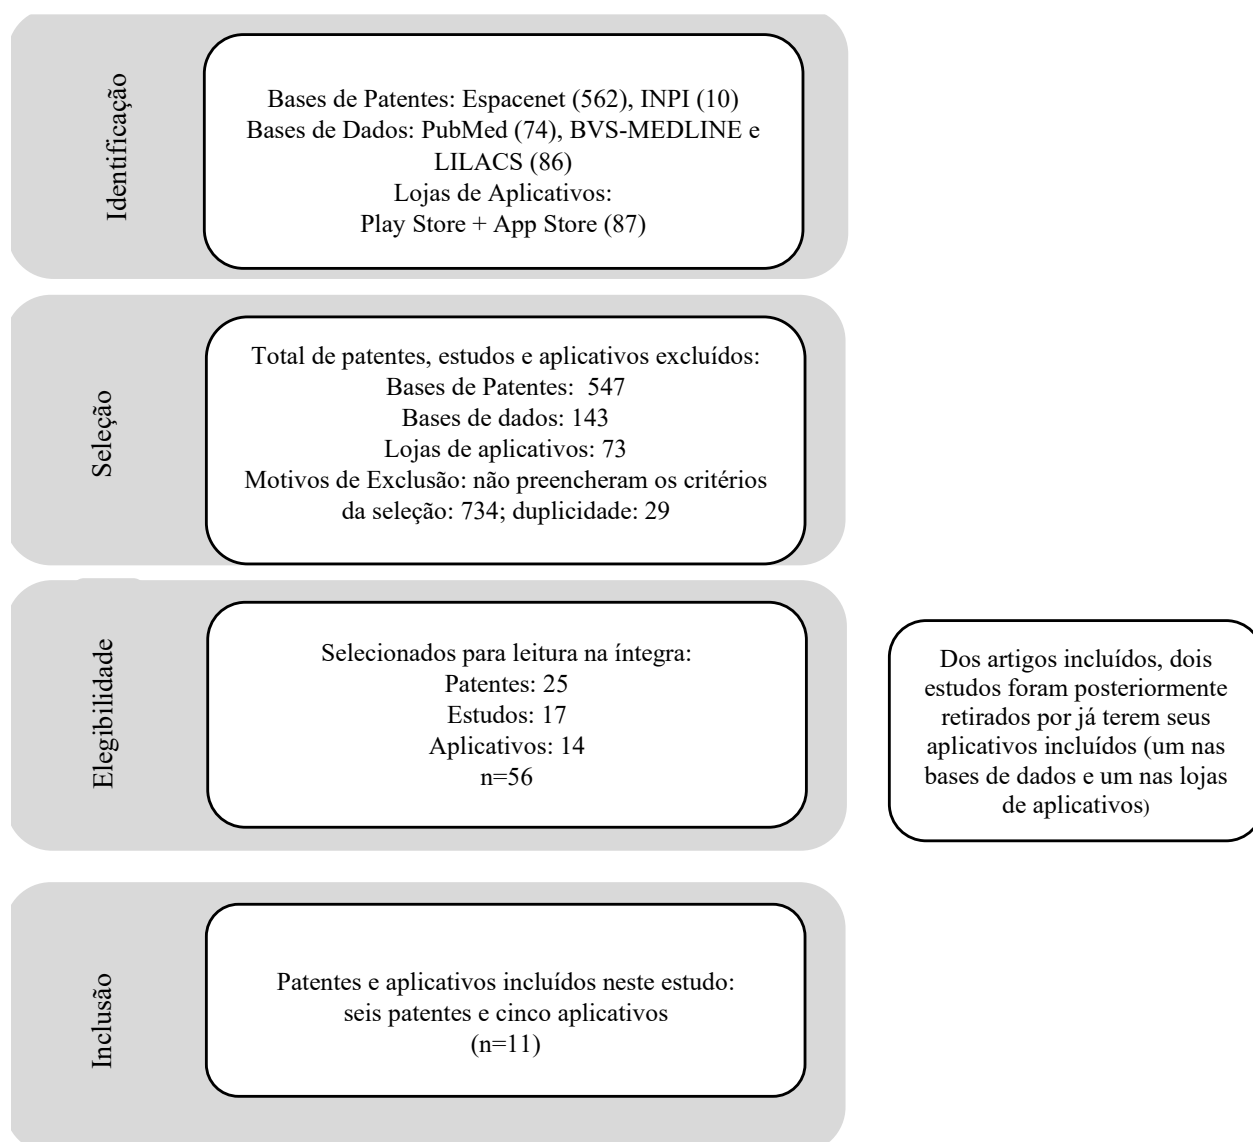 Identificação
Bases de Patentes: Espacenet (562), INPI (10)
Bases de Dados: PubMed (74), BVS-MEDLINE e
LILACS (86)
Lojas de Aplicativos:
Play Store + App Store (87)
Seleção
Total de patentes, estudos e aplicativos excluídos:
Bases de Patentes: 547
Bases de dados: 143
Lojas de aplicativos: 73
Motivos de Exclusão: não preencheram os critérios
da seleção: 734; duplicidade: 29
Elegibilidade
Selecionados para leitura na íntegra:
Patentes: 25
Estudos: 17
Aplicativos: 14
n=56
Dos artigos incluídos, dois
estudos foram posteriormente
retirados por já terem seus
aplicativos incluídos (um nas
bases de dados e um nas lojas
de aplicativos)
Inclusão
Patentes e aplicativos incluídos neste estudo:
seis patentes e cinco aplicativos
(n=11)